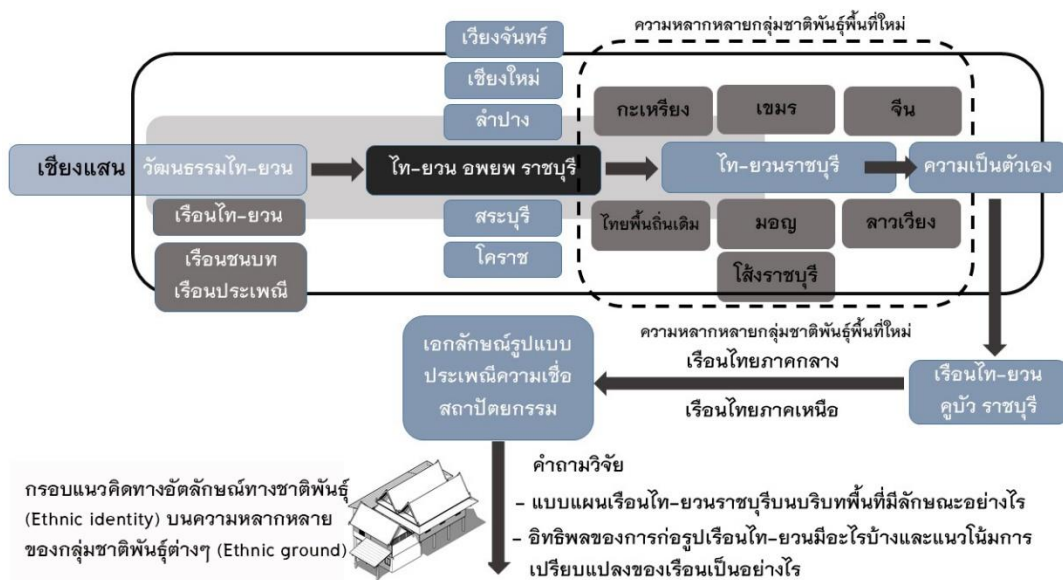 ความหลากหลายกลุ่มชาติพันธุ์พื้นที่ใหม่
เวียงจันทร์
เชียงใหม่
ลำปาง
กะเหรี่ยง
เขมร
จีน
เชียงแสน
วัฒนธรรมไท-ยวน
ไท-ยวน อพยพ ราชบุรี
ไท-ยวนราชบุรี
ความเป็นตัวเอง
เรือนไท-ยวน
สระบุรี
ไทยพื้นถิ่นเดิม
มอญ
ลาวเวียง
เรือนชนบท
เรือนประเพณี
โคราช
โส้งราชบุรี
ความหลากหลายกลุ่มชาติพันธุ์พื้นที่ใหม่
เอกลักษณ์รูปแบบ
ประเพณีความเชื่อ
สถาปัตยกรรม
เรือนไทยภาคกลาง
เรือนไทยภาคเหนือ
เรือนไท-ยวน
คูบัว ราชบุรี
กรอบแนวคิดทางอัตลักษณ์ทางชาติพันธุ์
(Ethnic identity) บนความหลากหลาย
ของกลุ่มชาติพันธุ์ต่างๆ (Ethnic ground)
คำถามวิจัย
- แบบแผนเรือนไท-ยวนราชบุรีบนบริบทพื้นที่มีลักษณะอย่างไร
- อิทธิพลของการก่อรูปเรือนไท-ยวนมีอะไรบ้างและแนวโน้มการ
เปรียบแปลงของเรือนเป็นอย่างไร